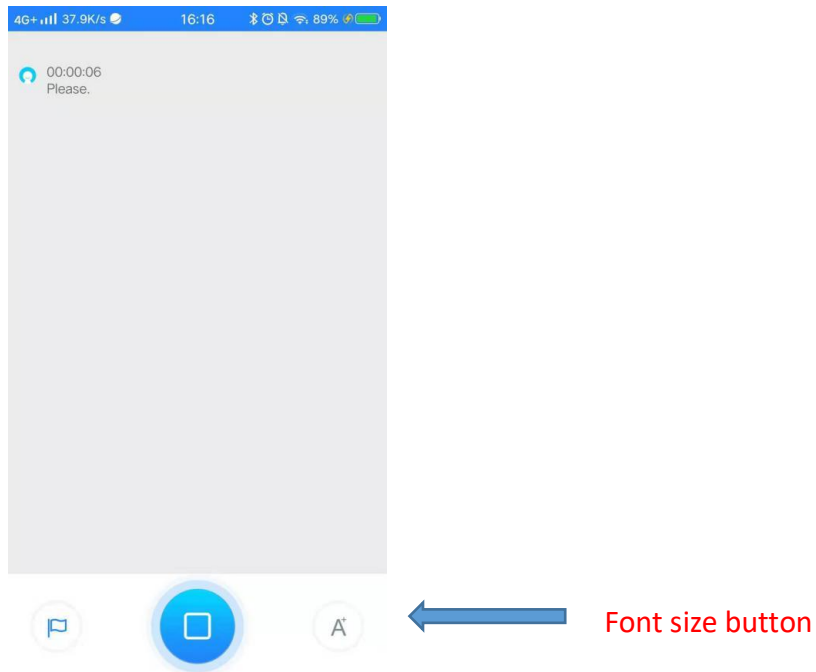 4G+ 37.9K/s 16:16 89%
00:00:06
Please.
A+
Font size button